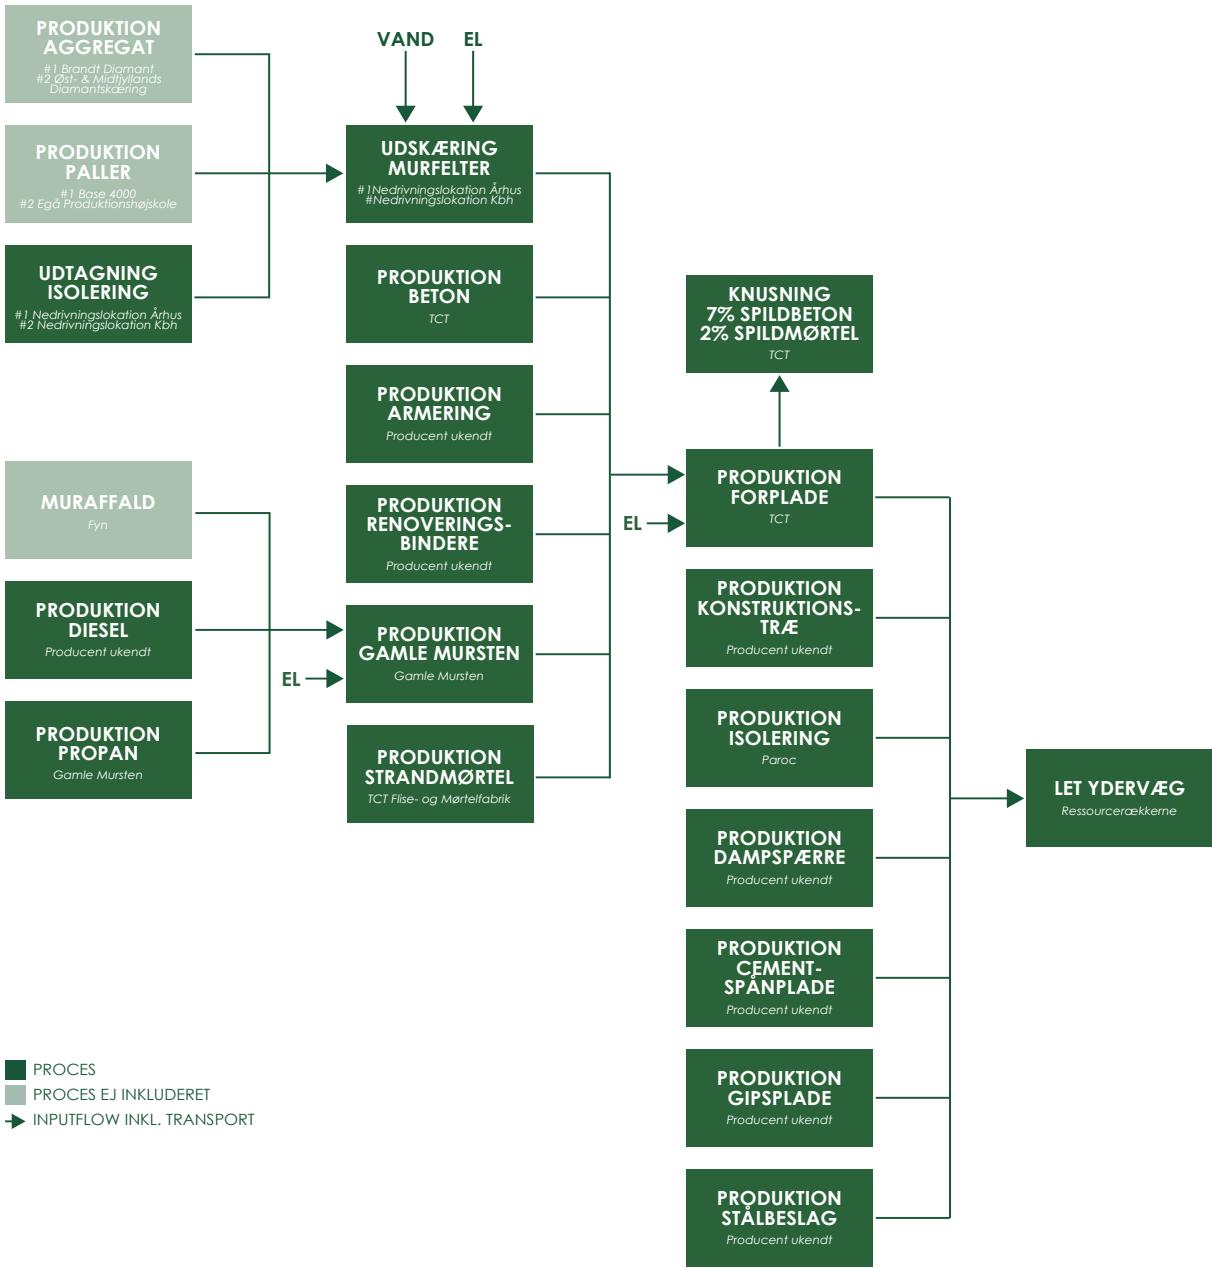 PRODUKTION
AGGREGAT
#1 Brandt Diamant
#2 Øst- & Midtjyllands
Diamantskæring
PRODUKTION
PALLER
#1 Base 4000
#2 Egå Produktionshøjskole
UDTAGNING
ISOLERING
#1 Nedrivningslokation Århus
#2 Nedrivningslokation Kbh
MURAFFALD
Fyn
PRODUKTION
DIESEL
Producent ukendt
PRODUKTION
PROPAN
Gamle Mursten
VAND
EL
UDSKÆRING
MURFELTER
#1Nedrivningslokation Århus
#Nedrivningslokation Kbh
PRODUKTION
BETON
TCT
PRODUKTION
ARMERING
Producent ukendt
PRODUKTION
RENOVERINGS-
BINDERE
Producent ukendt
EL
PRODUKTION
GAMLE MURSTEN
Gamle Mursten
PRODUKTION
STRANDMØRTEL
TCT Flise- og Mørtelfabrik
KNUSNING
7% SPILDBETON
2% SPILDMØRTEL
TCT
EL
PRODUKTION
FORPLADE
TCT
PRODUKTION
KONSTRUKTIONS-
TRÆ
Producent ukendt
PRODUKTION
ISOLERING
Paroc
PRODUKTION
DAMPSPÆRRE
Producent ukendt
PRODUKTION
CEMENT-
SPÅNPLADE
Producent ukendt
PRODUKTION
GIPSPLADE
Producent ukendt
PRODUKTION
STÅLBESLAG
Producent ukendt
LET YDERVÆG
Ressourcerækkerne
PROCES
PROCES EJ INKLUDERET
INPUTFLOW INKL. TRANSPORT